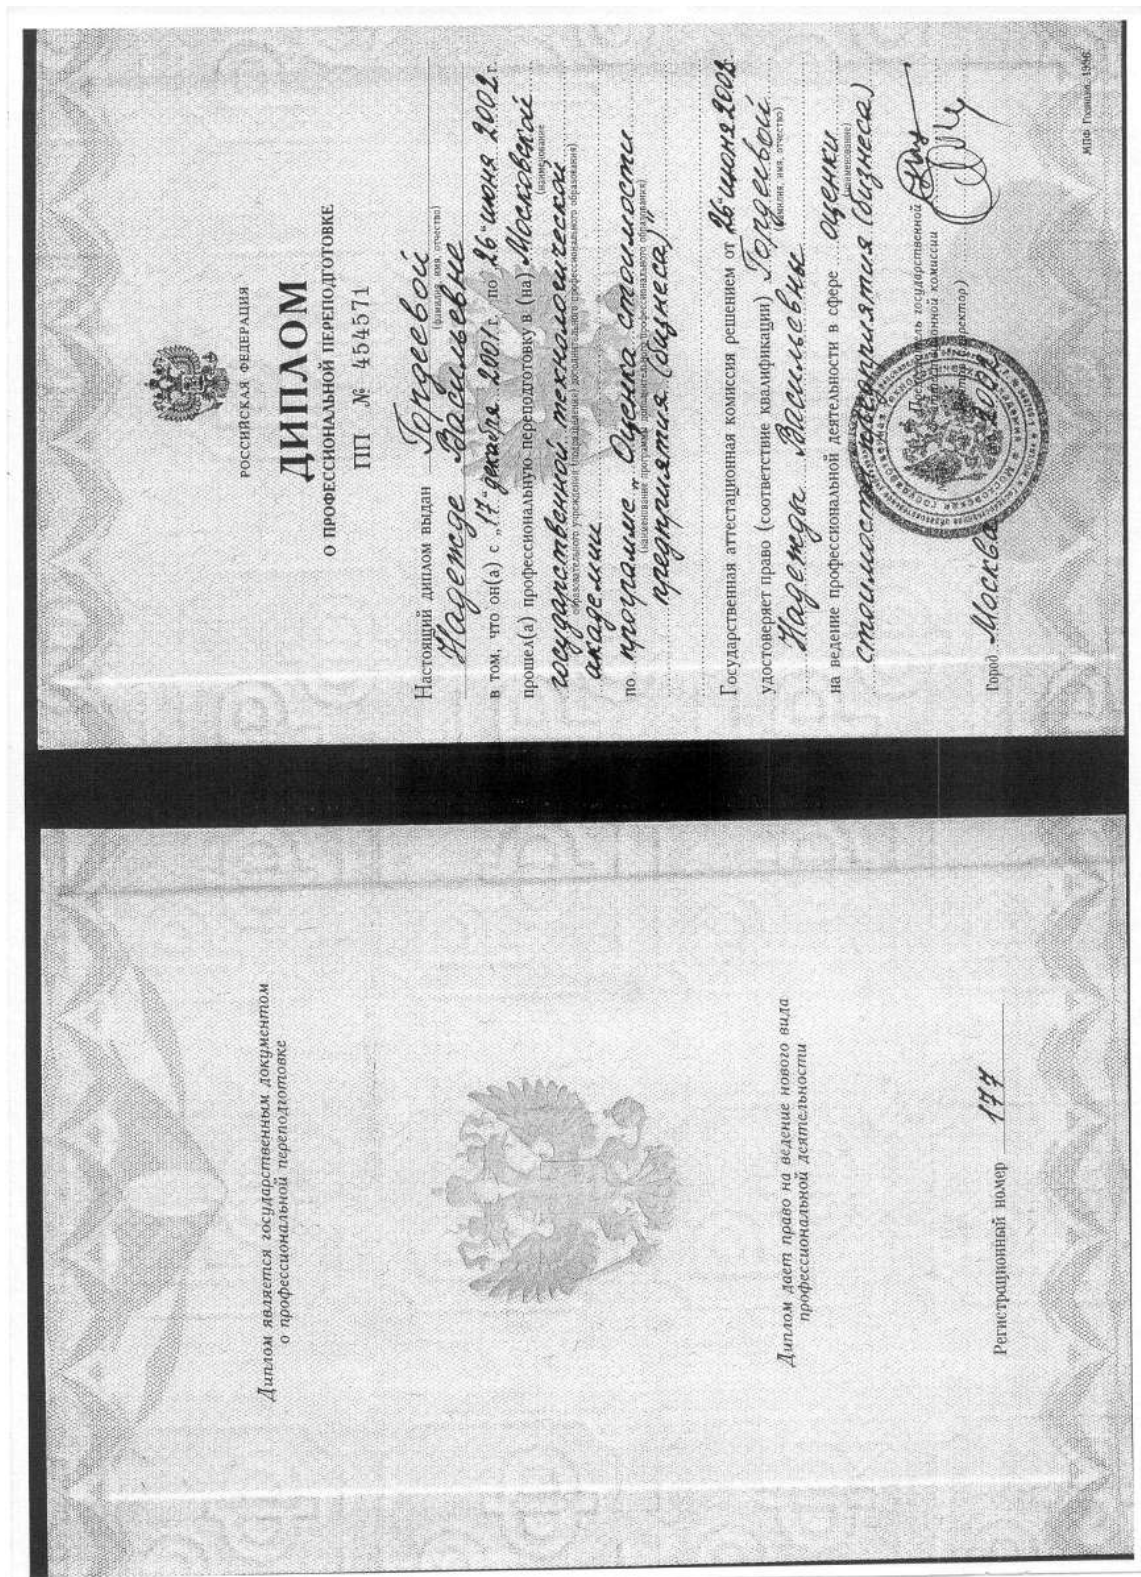 Диплом является государственным документом
о профессиональной переподготовке
Диплом дает право на ведение нового вида
профессиональной деятельности
Регистрационный номер 177
РОССИЙСКАЯ ФЕДЕРАЦИЯ
ДИПЛОМ
О ПРОФЕССИОНАЛЬНОЙ ПЕРЕПОДГОТОВКЕ
ПП № 454571
Настоящий диплом выдан Гордеевой
(фамилия, имя, отчество)
Надежде Васильевне
в том, что он(а) с „17“ декабря 2001 г. по „26“ июня 2002 г.
прошел(а) профессиональную переподготовку в (на) Московской
(наименование
государственной технологической
образовательного учреждения (подразделения) дополнительного профессионального образования)
академии
по программе „Оценка стоимости
(наименование программы дополнительного профессионального образования)
предприятия (бизнеса)"
Государственная аттестационная комиссия решением от 26 июня 2002
удостоверяет право (соответствие квалификации) Гордеевой
(фамилия, имя, отчество)
Надежды Васильевны
на ведение профессиональной деятельности в сфере оценки
(наименование)
стоимости предприятия (бизнеса)
Председатель государственной
аттестационной комиссии
Ректор (директор)
Город Москва 2002
МПФ Гознака. 1996.